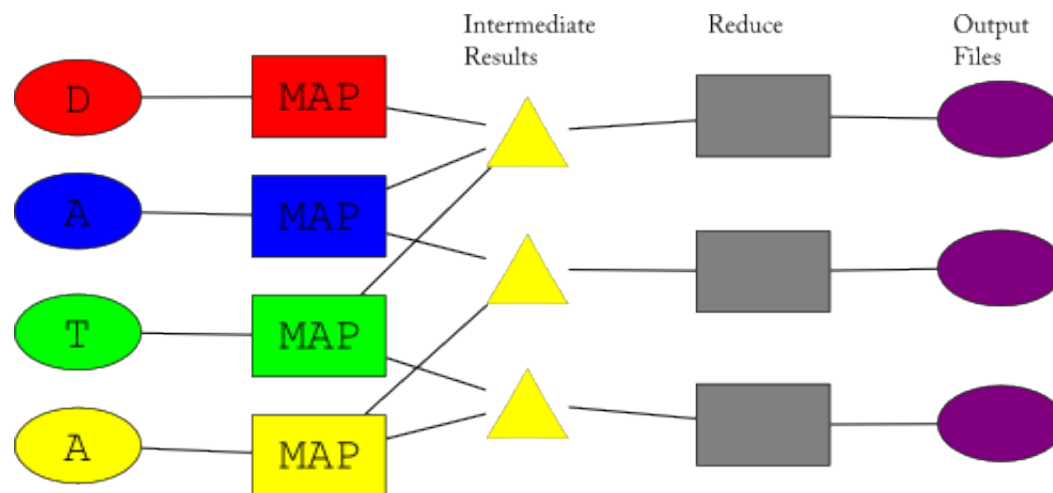 Intermediate
Results
Reduce
Output
Files
D
MAP
A
MAP
T
MAP
A
MAP